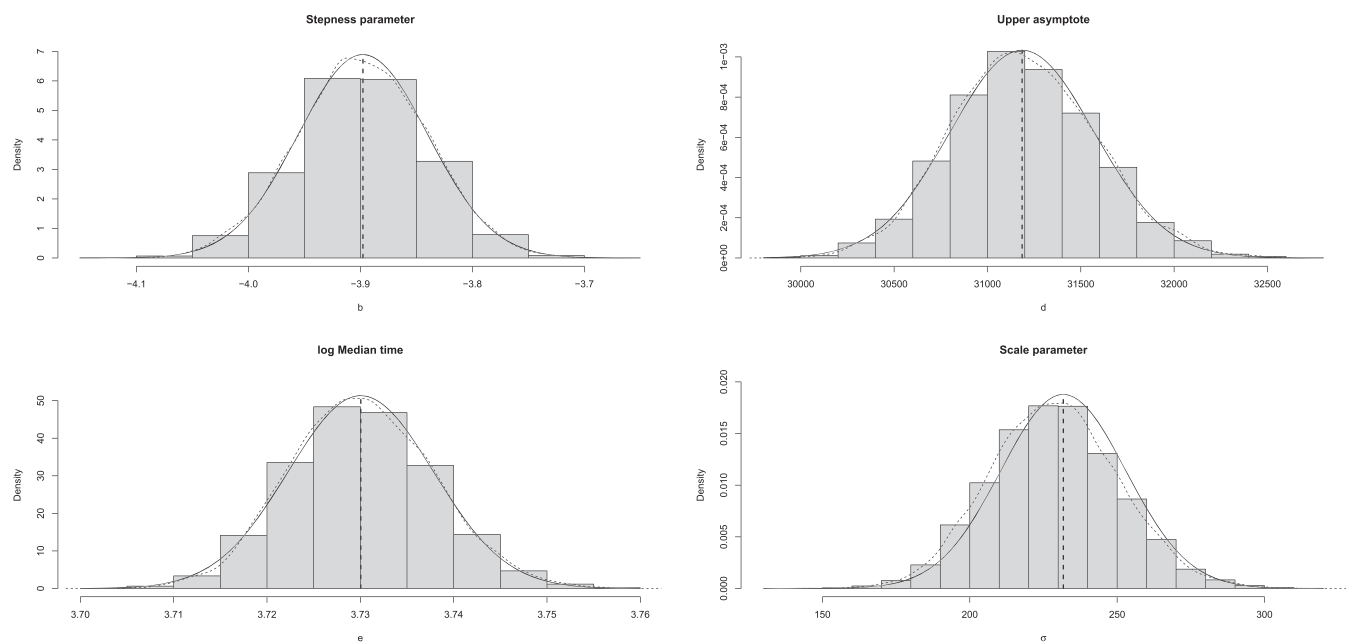 Stepness parameter
Density
0
1
2
3
4
5
6
7
−4.1
−4.0
−3.9
−3.8
−3.7
b
Upper asymptote
Density
0e+00
2e−04
4e−04
6e−04
8e−04
1e−03
30000
30500
31000
31500
32000
32500
d
log Median time
Density
0
10
20
30
40
50
3.70
3.71
3.72
3.73
3.74
3.75
3.76
e
Scale parameter
Density
0.000
0.005
0.010
0.015
0.020
150
200
250
300
σ